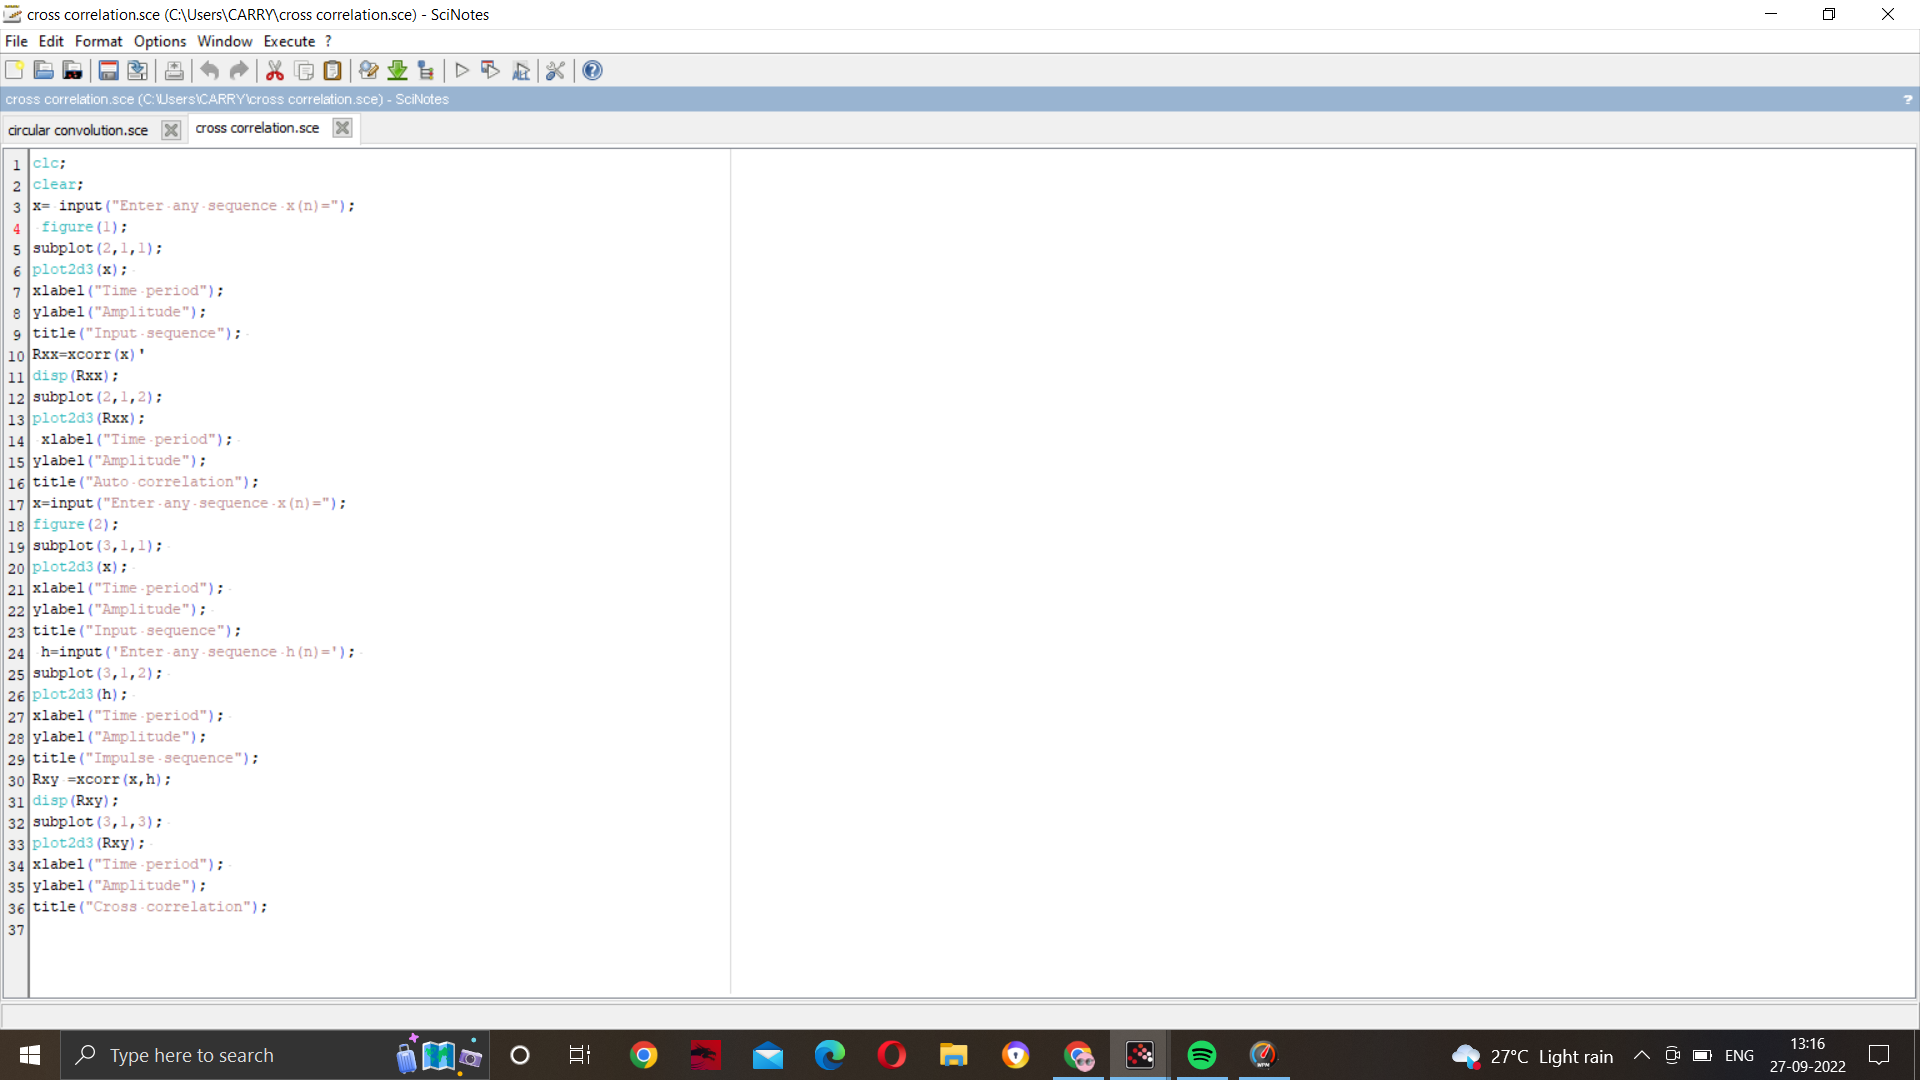 cross correlation.sce (C:\Users\CARRY\cross correlation.sce) - SciNotes
File Edit Format Options Window Execute ?
cross correlation.sce (C:\Users\CARRY\cross correlation.sce) - SciNotes ?
circular convolution.sce cross correlation.sce
1 clc;
2 clear;
3 x= input("Enter any sequence x(n)=");
4 figure(1);
5 subplot(2,1,1);
6 plot2d3(x);
7 xlabel("Time period");
8 ylabel("Amplitude");
9 title("Input sequence");
10 Rxx=xcorr(x)'
11 disp(Rxx);
12 subplot(2,1,2);
13 plot2d3(Rxx);
14 xlabel("Time period");
15 ylabel("Amplitude");
16 title("Auto correlation");
17 x=input("Enter any sequence x(n)=");
18 figure(2);
19 subplot(3,1,1);
20 plot2d3(x);
21 xlabel("Time period");
22 ylabel("Amplitude");
23 title("Input sequence");
24 h=input('Enter any sequence h(n)=');
25 subplot(3,1,2);
26 plot2d3(h);
27 xlabel("Time period");
28 ylabel("Amplitude");
29 title("Impulse sequence");
30 Rxy =xcorr(x,h);
31 disp(Rxy);
32 subplot(3,1,3);
33 plot2d3(Rxy);
34 xlabel("Time period");
35 ylabel("Amplitude");
36 title("Cross correlation");
37
Type here to search
27°C Light rain
ENG
13:16
27-09-2022